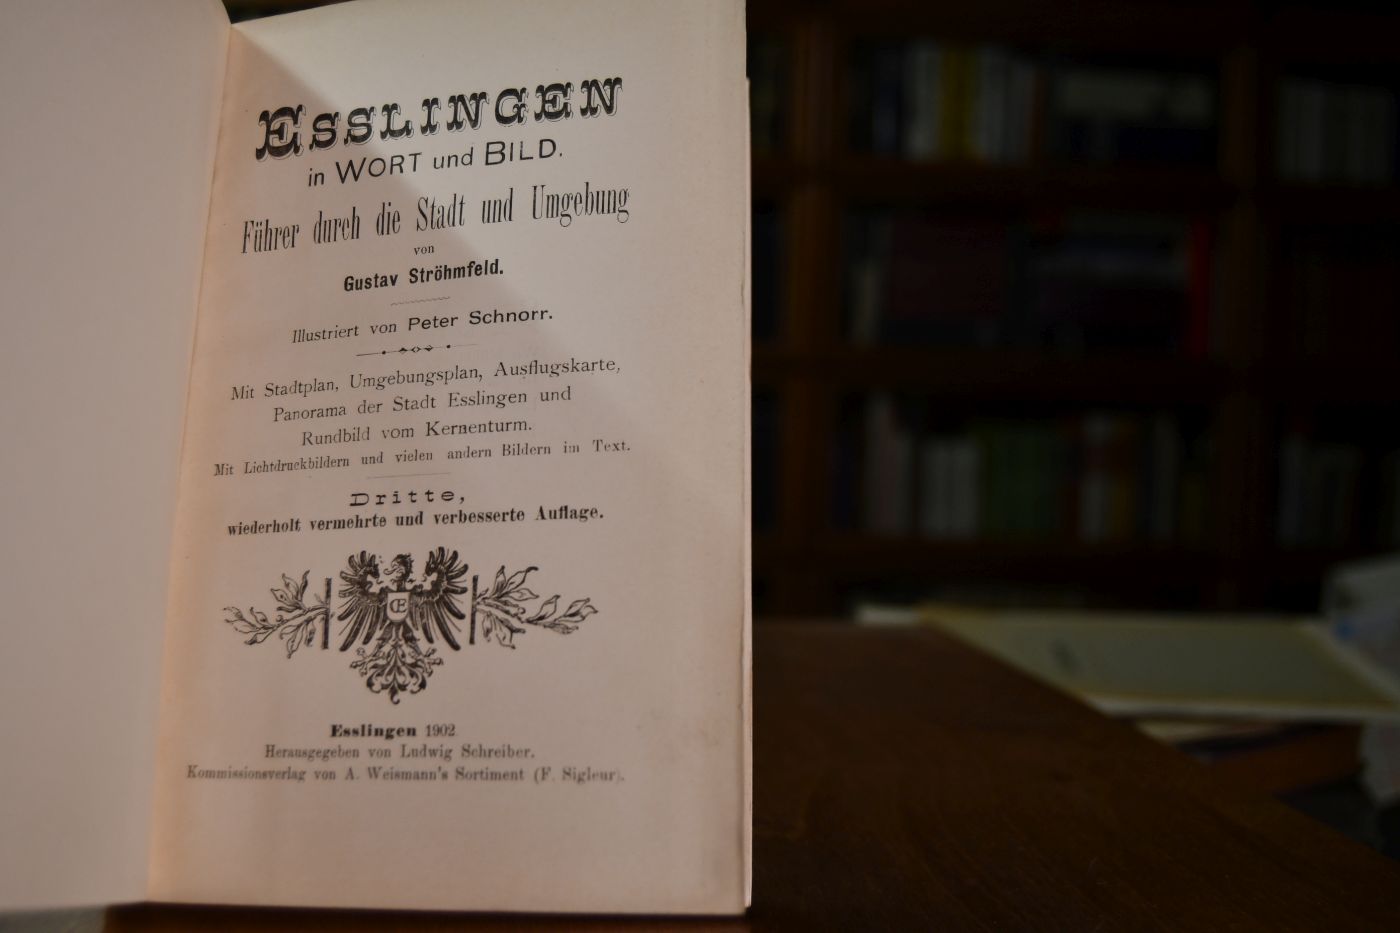 ESSLINGEN
in WORT und BILD.
Führer durch die Stadt und Umgebung
von
Gustav Ströhmfeld.
Illustriert von Peter Schnorr.
Mit Stadtplan, Umgebungsplan, Ausflugskarte,
Panorama der Stadt Esslingen und
Rundbild vom Kernenturm.
Mit Lichtdruckbildern und vielen andern Bildern im Text.
Dritte,
wiederholt vermehrte und verbesserte Auflage.
CE
Esslingen 1902.
Herausgegeben von Ludwig Schreiber.
Kommissionsverlag von A. Weismann's Sortiment (F. Sigleur).